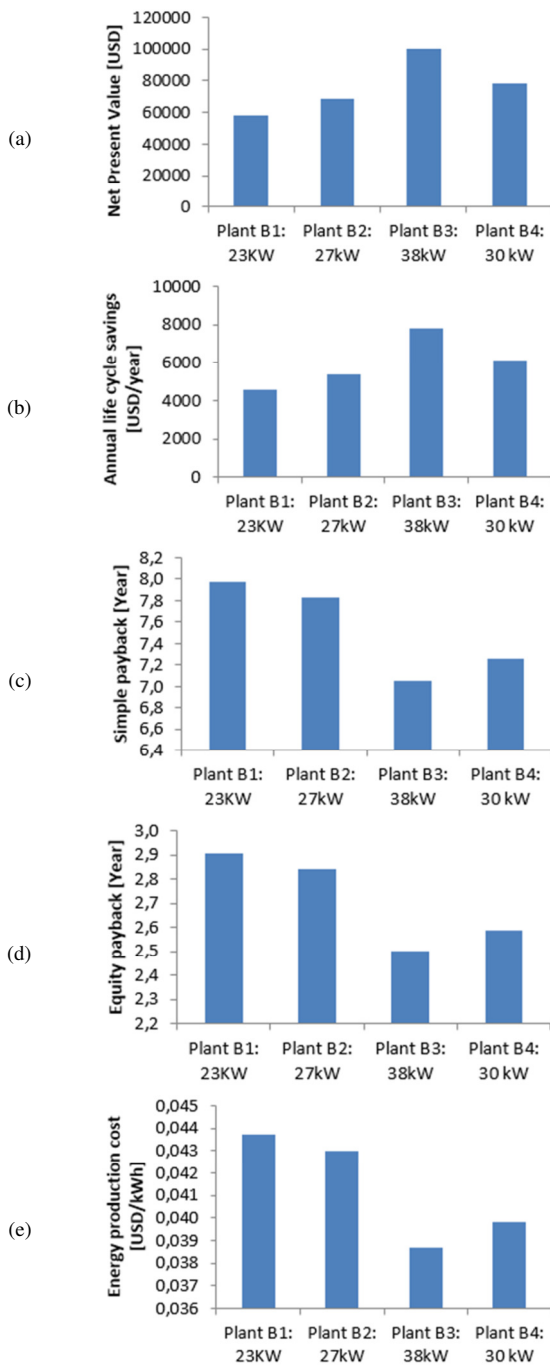 (a)
Net Present Value [USD]
120000
100000
80000
60000
40000
20000
0
Plant B1: Plant B2: Plant B3: Plant B4:
23KW 27kW 38kW 30 kW
(b)
Annual life cycle savings
[USD/year]
10000
8000
6000
4000
2000
0
Plant B1: Plant B2: Plant B3: Plant B4:
23KW 27kW 38kW 30 kW
(c)
Simple payback [Year]
8,2
8,0
7,8
7,6
7,4
7,2
7,0
6,8
6,6
6,4
Plant B1: Plant B2: Plant B3: Plant B4:
23KW 27kW 38kW 30 kW
(d)
Equity payback [Year]
3,0
2,9
2,8
2,7
2,6
2,5
2,4
2,3
2,2
Plant B1: Plant B2: Plant B3: Plant B4:
23KW 27kW 38kW 30 kW
(e)
Energy production cost
[USD/kWh]
0,045
0,044
0,043
0,042
0,041
0,040
0,039
0,038
0,037
0,036
Plant B1: Plant B2: Plant B3: Plant B4:
23KW 27kW 38kW 30 kW